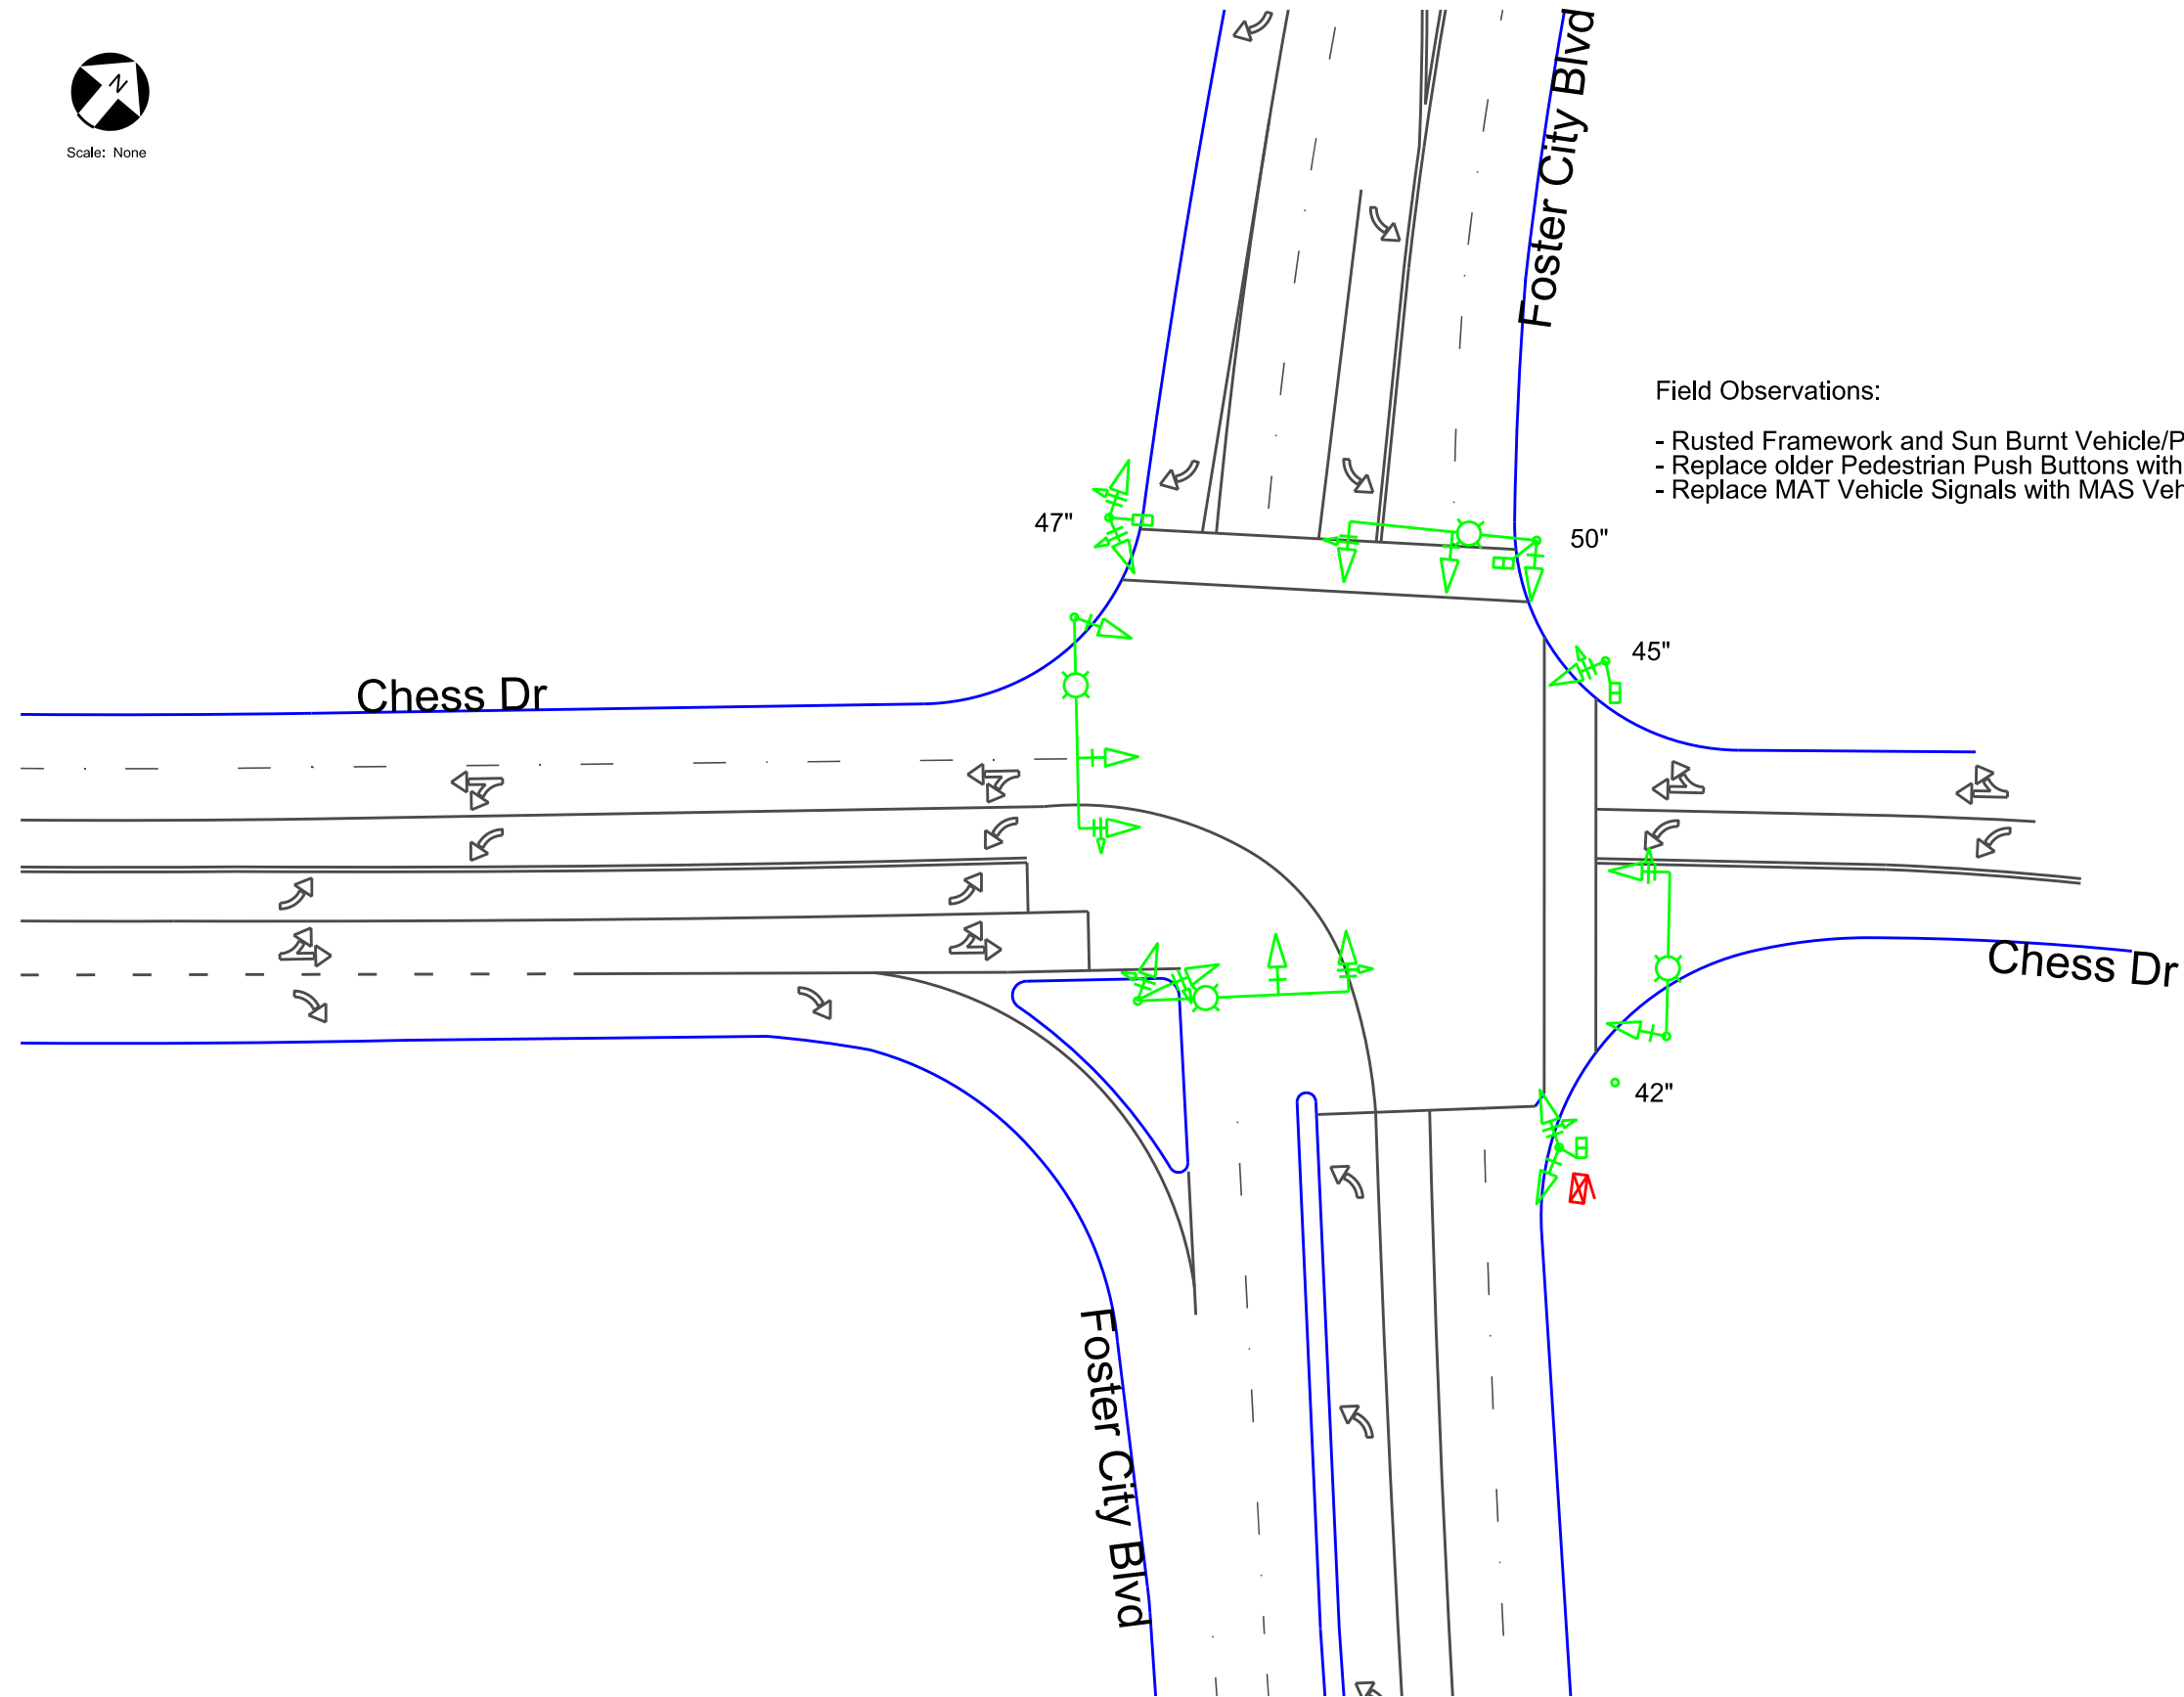 N
Scale: None
Foster City Blvd
Field Observations:
- Rusted Framework and Sun Burnt Vehicle/P
- Replace older Pedestrian Push Buttons with
- Replace MAT Vehicle Signals with MAS Veh
47"
50"
45"
Chess Dr
Chess Dr
42"
Foster City Blvd